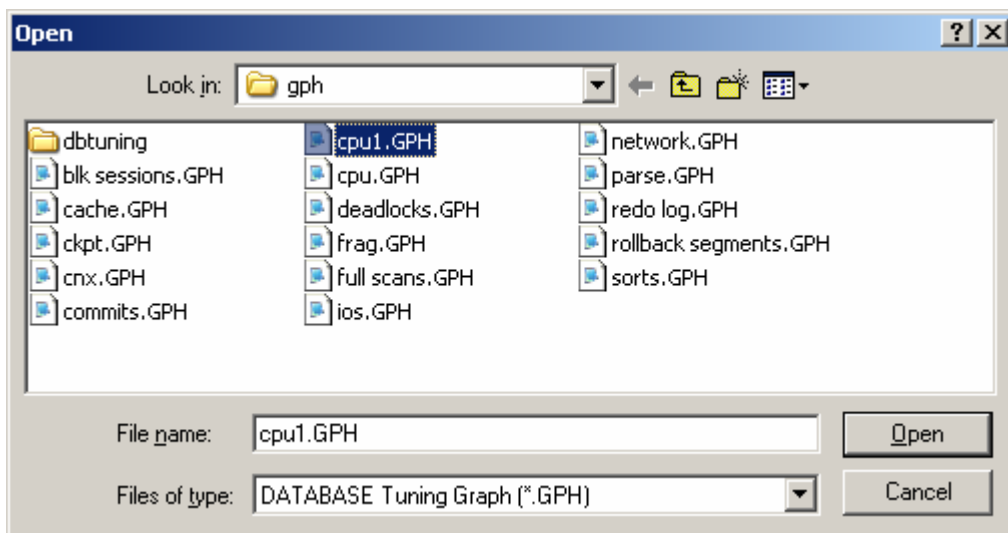 Open
Look in: gph
dbtuning
blk sessions.GPH
cache.GPH
ckpt.GPH
cnx.GPH
commits.GPH
cpu1.GPH
cpu.GPH
deadlocks.GPH
frag.GPH
full scans.GPH
ios.GPH
network.GPH
parse.GPH
redo log.GPH
rollback segments.GPH
sorts.GPH
File name: cpu1.GPH Open
Files of type: DATABASE Tuning Graph (*.GPH) Cancel